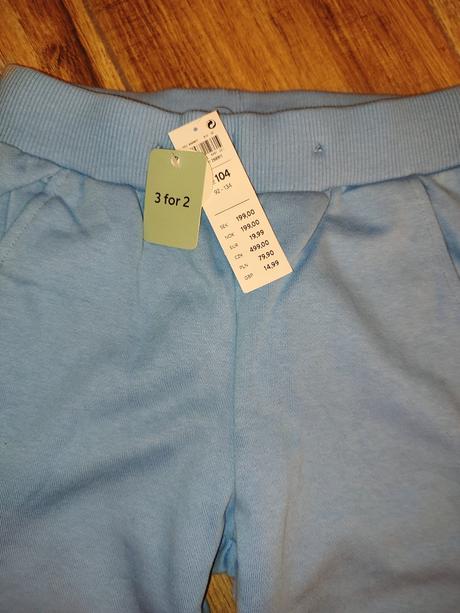 3 for 2
104
92 - 134
SEK 199,00
NOK 199,00
EUR 19,99
CZK 499,00
PLN 79,90
GBP 14,99